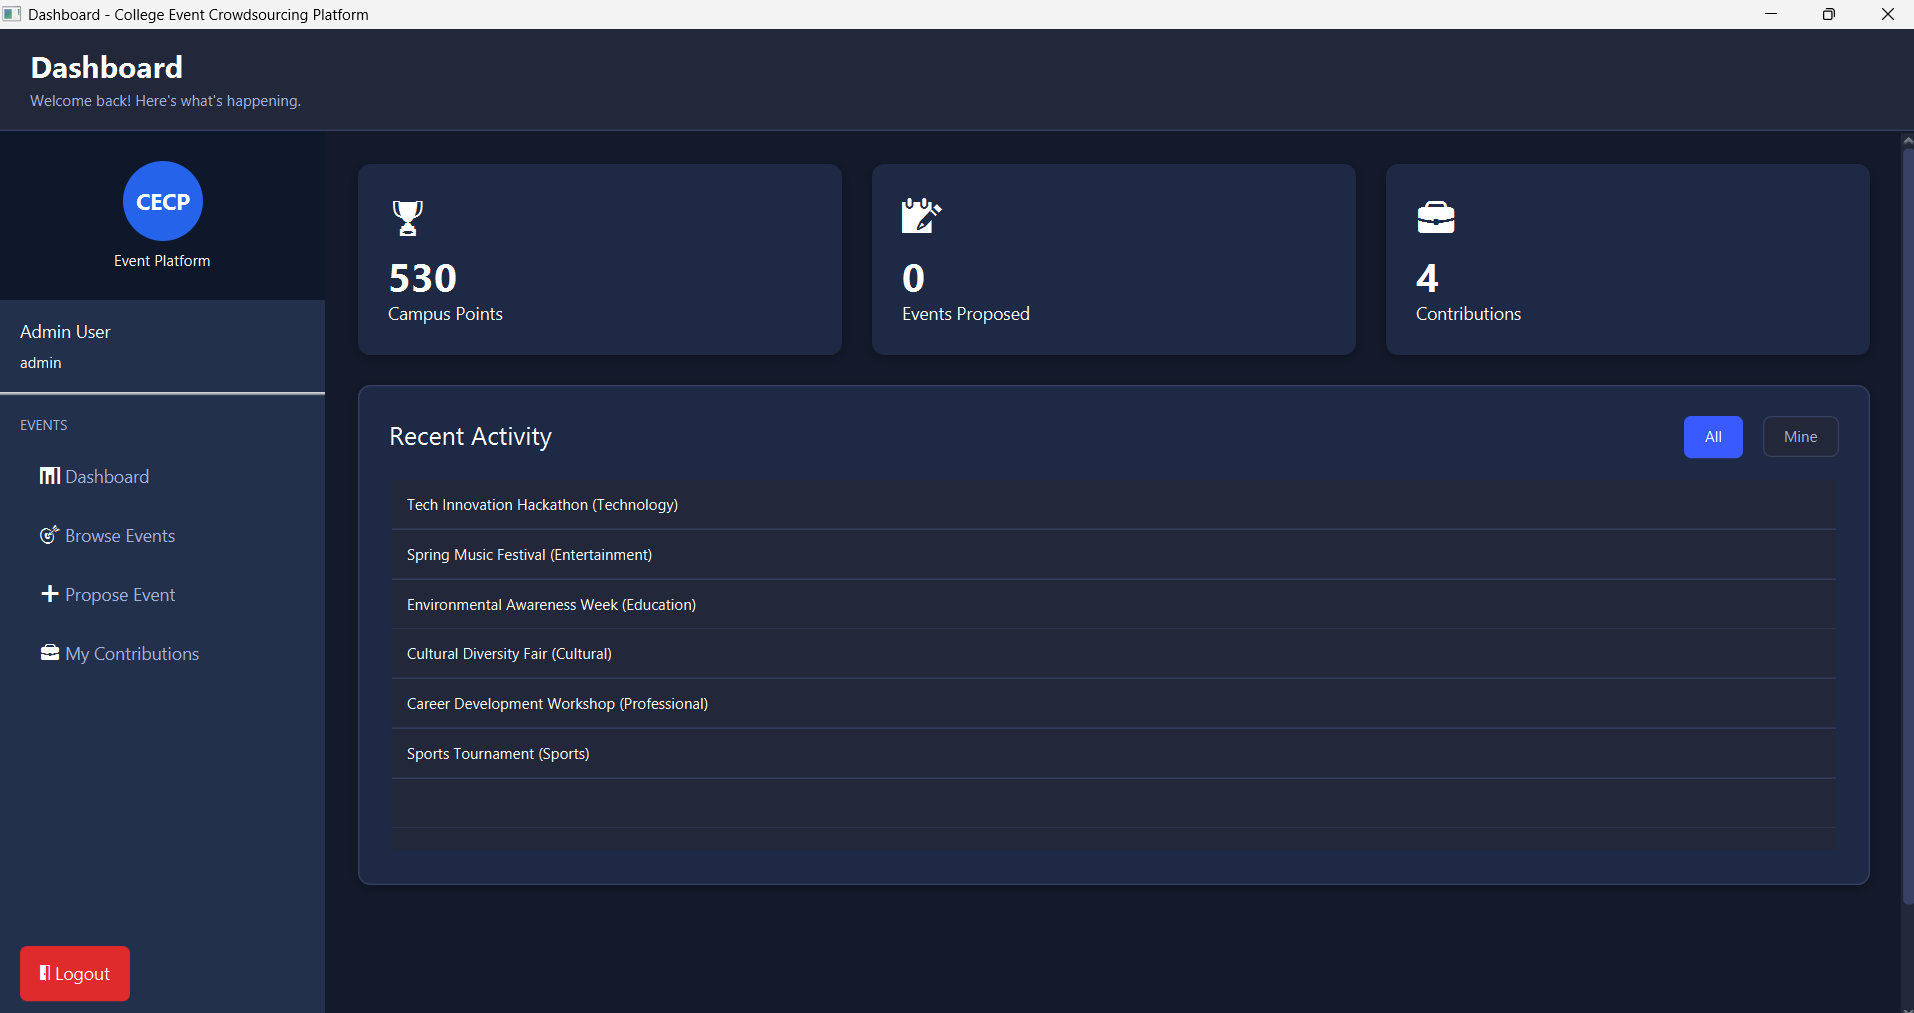 Dashboard - College Event Crowdsourcing Platform
Dashboard
Welcome back! Here's what's happening.
CECP
Event Platform
Admin User
admin
EVENTS
Dashboard
Browse Events
Propose Event
My Contributions
Logout
530
Campus Points
0
Events Proposed
4
Contributions
Recent Activity
All
Mine
Tech Innovation Hackathon (Technology)
Spring Music Festival (Entertainment)
Environmental Awareness Week (Education)
Cultural Diversity Fair (Cultural)
Career Development Workshop (Professional)
Sports Tournament (Sports)